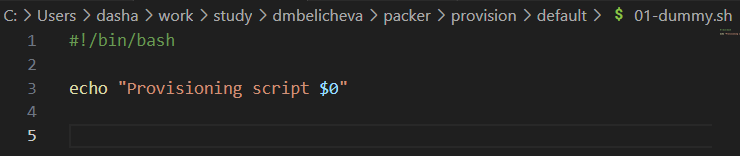 C: > Users > dasha > work > study > dmbelicheva > packer > provision > default > $ 01-dummy.sh
1 #!/bin/bash
2
3 echo "Provisioning script $0"
4
5